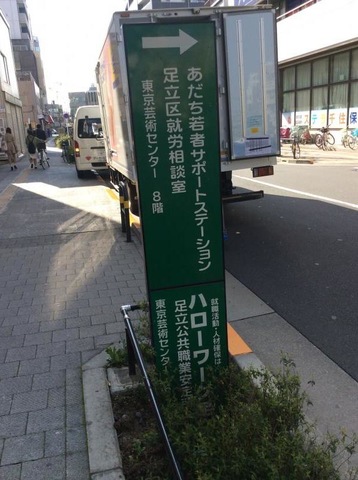 あだち若者サポートステーション
足立区就労相談室
東京芸術センター 8階
就職活動・人材確保は
ハローワー
足立公共職業安
東京芸術センター